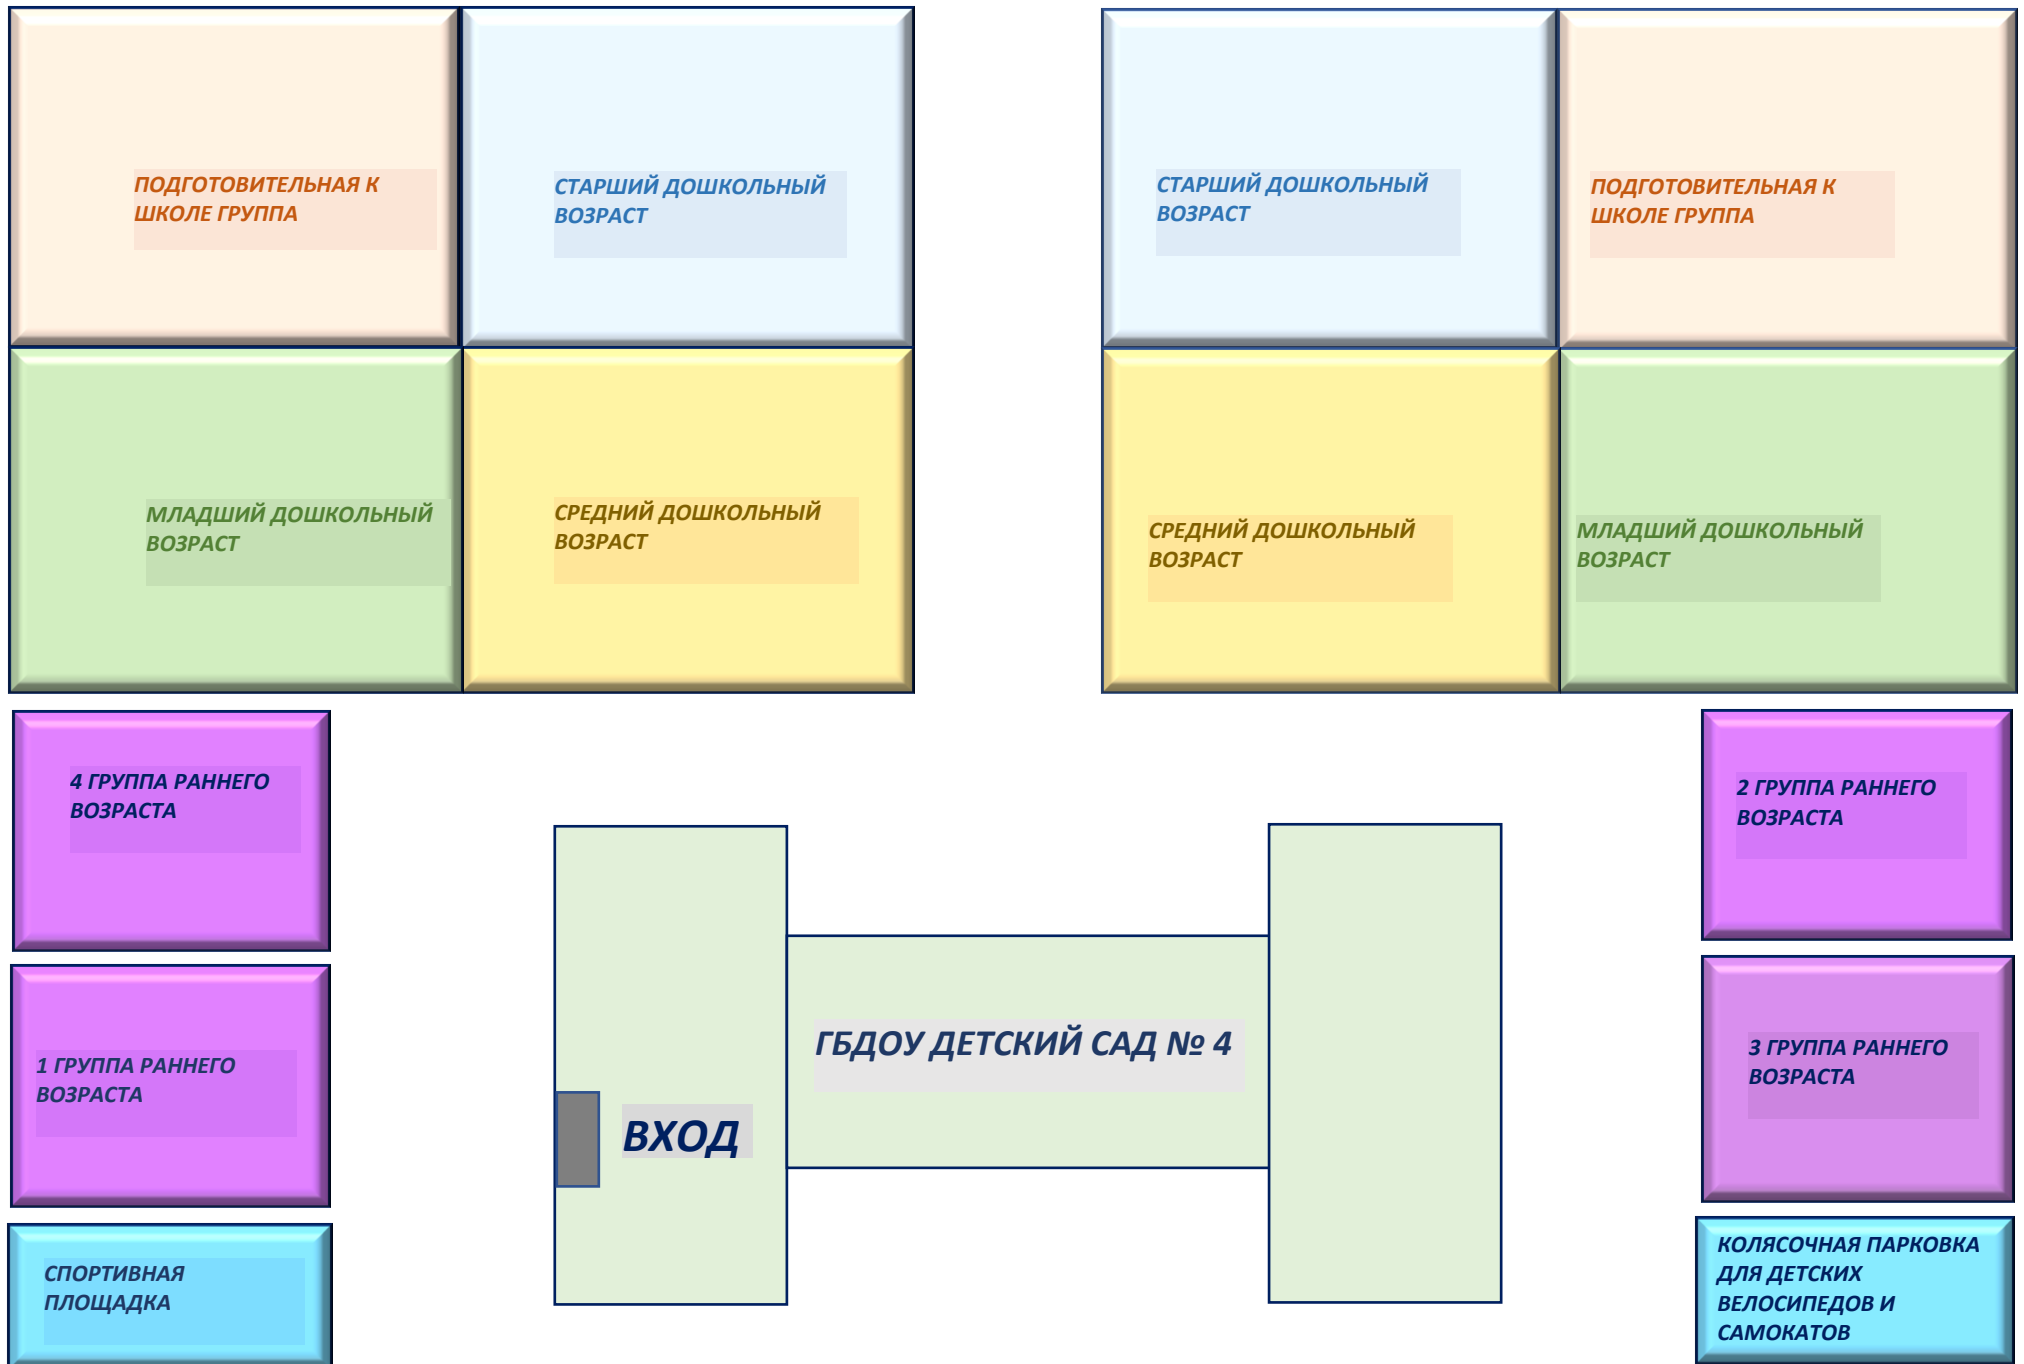 ПОДГОТОВИТЕЛЬНАЯ К
ШКОЛЕ ГРУППА
СТАРШИЙ ДОШКОЛЬНЫЙ
ВОЗРАСТ
СТАРШИЙ ДОШКОЛЬНЫЙ
ВОЗРАСТ
ПОДГОТОВИТЕЛЬНАЯ К
ШКОЛЕ ГРУППА
МЛАДШИЙ ДОШКОЛЬНЫЙ
ВОЗРАСТ
СРЕДНИЙ ДОШКОЛЬНЫЙ
ВОЗРАСТ
СРЕДНИЙ ДОШКОЛЬНЫЙ
ВОЗРАСТ
МЛАДШИЙ ДОШКОЛЬНЫЙ
ВОЗРАСТ
4 ГРУППА РАННЕГО
ВОЗРАСТА
2 ГРУППА РАННЕГО
ВОЗРАСТА
1 ГРУППА РАННЕГО
ВОЗРАСТА
ГБДОУ ДЕТСКИЙ САД № 4
ВХОД
3 ГРУППА РАННЕГО
ВОЗРАСТА
СПОРТИВНАЯ
ПЛОЩАДКА
КОЛЯСОЧНАЯ ПАРКОВКА
ДЛЯ ДЕТСКИХ
ВЕЛОСИПЕДОВ И
САМОКАТОВ